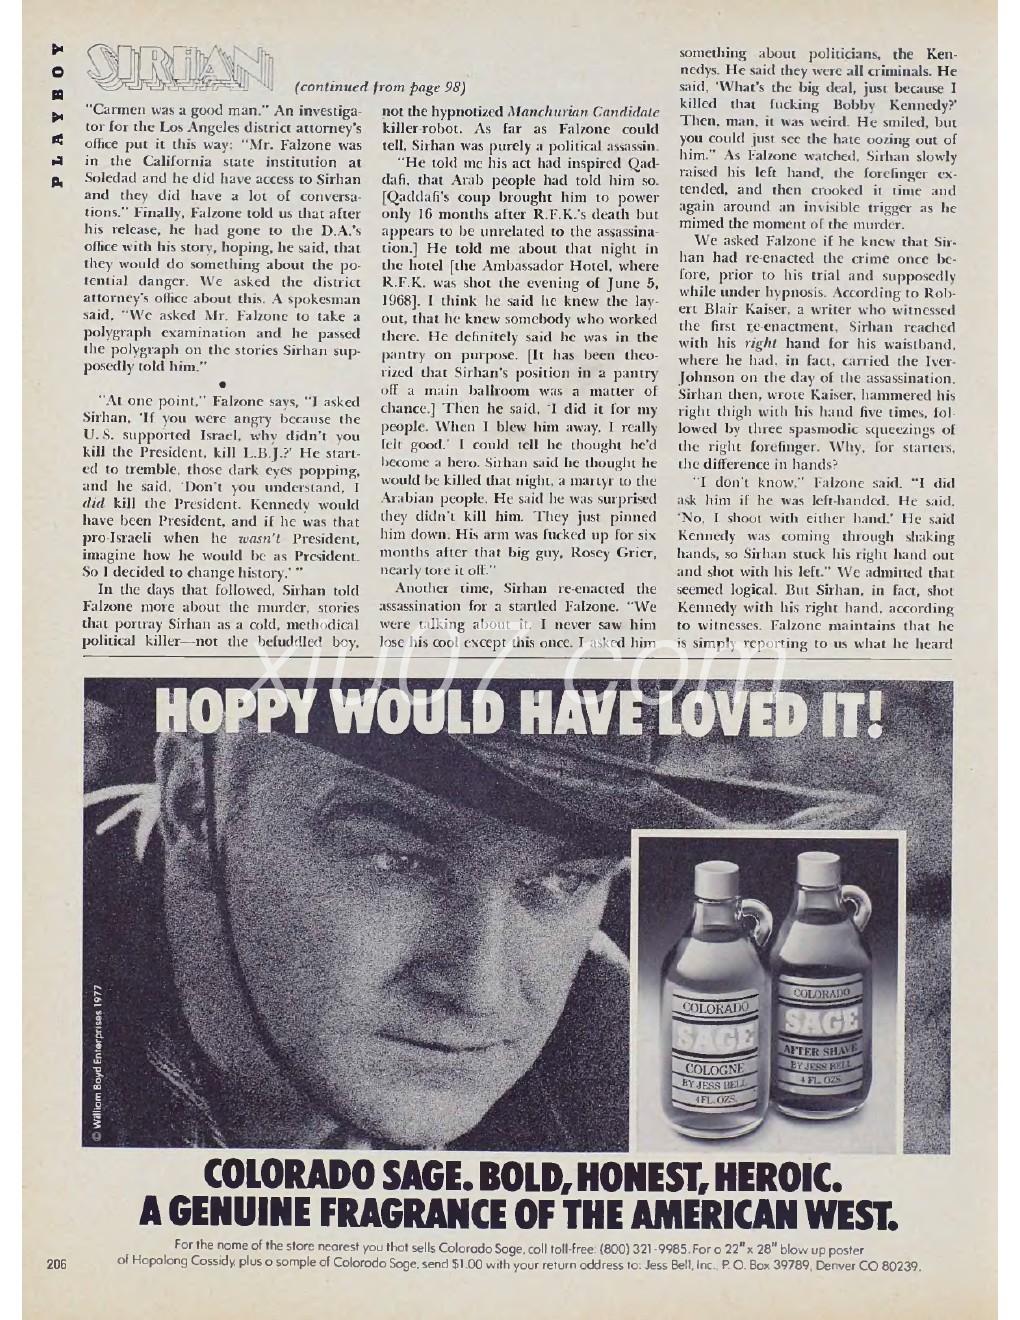 PLAYBOY
SIRHAN
(continued from page 98)
"Carmen was a good man." An investiga-
tor for the Los Angeles district attorney's
office put it this way: "Mr. Falzone was
in the California state institution at
Soledad and he did have access to Sirhan
and they did have a lot of conversa-
tions." Finally, Falzone told us that after
his release, he had gone to the D.A.'s
office with his story, hoping, he said, that
they would do something about the po-
tential danger. We asked the district
attorney's office about this. A spokesman
said, "We asked Mr. Falzone to take a
polygraph examination and he passed
the polygraph on the stories Sirhan sup-
posedly told him."
•
"At one point," Falzone says, "I asked
Sirhan, 'If you were angry because the
U. S. supported Israel, why didn't you
kill the President, kill L.B.J.?' He start-
ed to tremble, those dark eyes popping,
and he said, 'Don't you understand, I
did kill the President. Kennedy would
have been President, and if he was that
pro-Israeli when he wasn't President,
imagine how he would be as President.
So I decided to change history.' "
In the days that followed, Sirhan told
Falzone more about the murder, stories
that portray Sirhan as a cold, methodical
political killer—not the befuddled boy,
not the hypnotized Manchurian Candidate
killer-robot. As far as Falzone could
tell, Sirhan was purely a political assassin.
"He told me his act had inspired Qad-
dafi, that Arab people had told him so.
[Qaddafi's coup brought him to power
only 16 months after R.F.K.'s death but
appears to be unrelated to the assassina-
tion.] He told me about that night in
the hotel [the Ambassador Hotel, where
R.F.K. was shot the evening of June 5,
1968]. I think he said he knew the lay-
out, that he knew somebody who worked
there. He definitely said he was in the
pantry on purpose. [It has been theo-
rized that Sirhan's position in a pantry
off a main ballroom was a matter of
chance.] Then he said, 'I did it for my
people. When I blew him away, I really
felt good.' I could tell he thought he'd
become a hero. Sirhan said he thought he
would be killed that night, a martyr to the
Arabian people. He said he was surprised
they didn't kill him. They just pinned
him down. His arm was fucked up for six
months after that big guy, Rosey Grier,
nearly tore it off."
Another time, Sirhan re-enacted the
assassination for a startled Falzone. "We
were talking about it. I never saw him
lose his cool except this once. I asked him
something about politicians, the Ken-
nedys. He said they were all criminals. He
said, 'What's the big deal, just because I
killed that fucking Bobby Kennedy?'
Then, man, it was weird. He smiled, but
you could just see the hate oozing out of
him." As Falzone watched, Sirhan slowly
raised his left hand, the forefinger ex-
tended, and then crooked it time and
again around an invisible trigger as he
mimed the moment of the murder.
We asked Falzone if he knew that Sir-
han had re-enacted the crime once be-
fore, prior to his trial and supposedly
while under hypnosis. According to Rob-
ert Blair Kaiser, a writer who witnessed
the first re-enactment, Sirhan reached
with his right hand for his waistband,
where he had, in fact, carried the Iver-
Johnson on the day of the assassination.
Sirhan then, wrote Kaiser, hammered his
right thigh with his hand five times, fol-
lowed by three spasmodic squeezings of
the right forefinger. Why, for starters,
the difference in hands?
"I don't know," Falzone said. "I did
ask him if he was left-handed. He said,
'No, I shoot with either hand.' He said
Kennedy was coming through shaking
hands, so Sirhan stuck his right hand out
and shot with his left." We admitted that
seemed logical. But Sirhan, in fact, shot
Kennedy with his right hand, according
to witnesses. Falzone maintains that he
is simply reporting to us what he heard
xiu07.com
HOPPY WOULD HAVE LOVED IT!
© William Boyd Enterprises 1977
COLORADO
SAGE
COLOGNE
BY JESS BELL
4 FL. OZS.
COLORADO
SAGE
AFTER SHAVE
BY JESS BELL
4 FL. OZS.
COLORADO SAGE. BOLD, HONEST, HEROIC.
A GENUINE FRAGRANCE OF THE AMERICAN WEST.
For the name of the store nearest you that sells Colorado Sage, call toll-free: (800) 321-9985. For a 22" x 28" blow up poster
of Hopalong Cassidy, plus a sample of Colorado Sage, send $1.00 with your return address to: Jess Bell, Inc., P. O. Box 39789, Denver CO 80239.
206